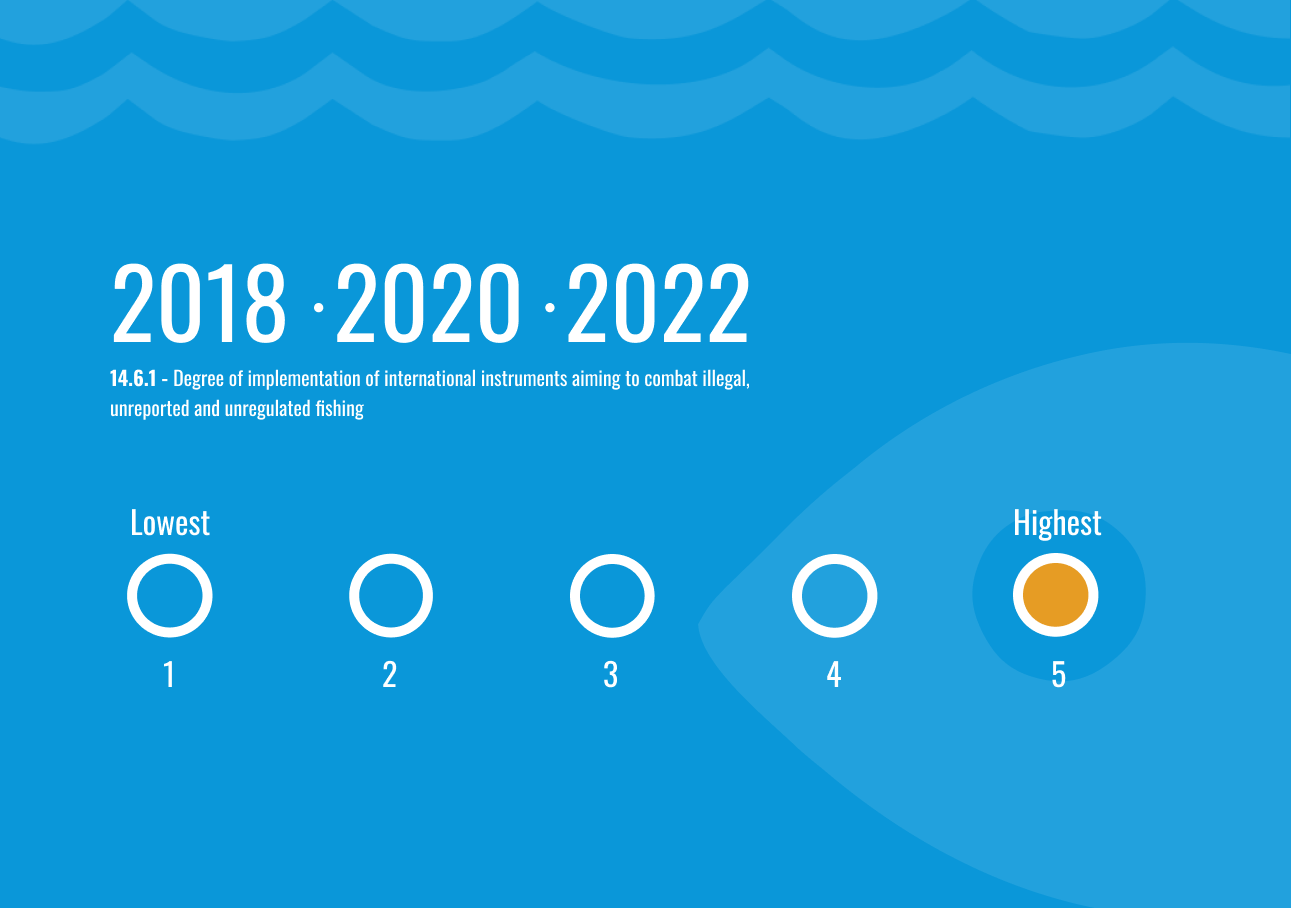 2018 · 2020 · 2022
14.6.1 - Degree of implementation of international instruments aiming to combat illegal,
unreported and unregulated fishing
Lowest Highest
1 2 3 4 5